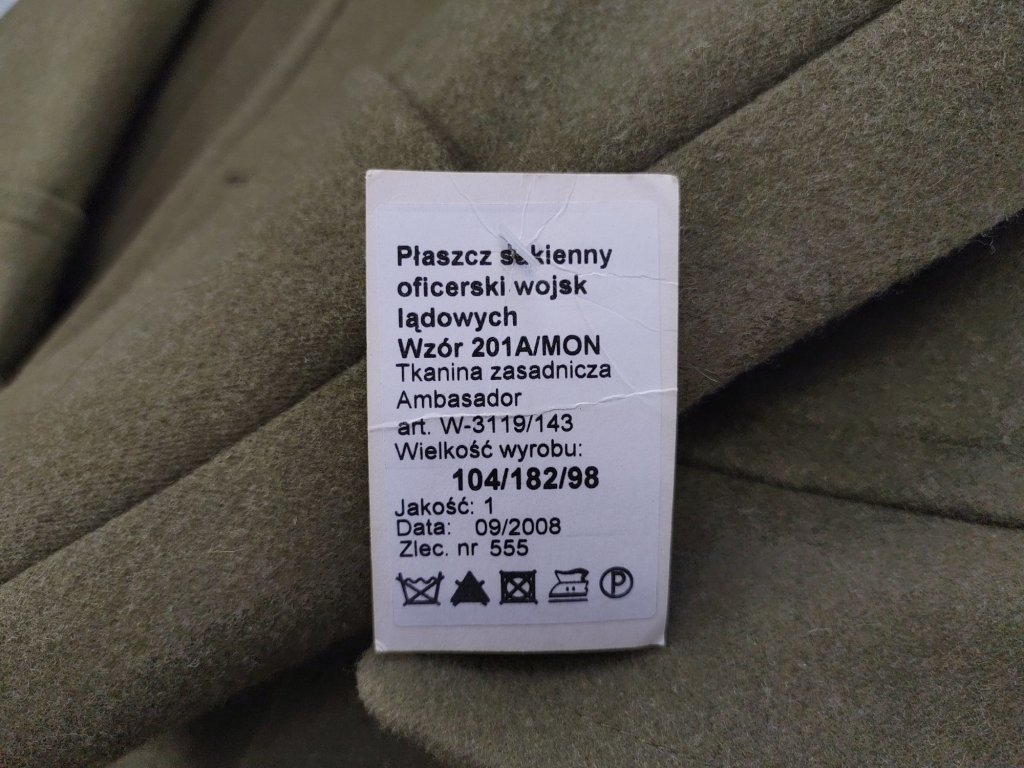 Płaszcz sukienny
oficerski wojsk
lądowych
Wzór 201A/MON
Tkanina zasadnicza
Ambasador
art. W-3119/143
Wielkość wyrobu:
104/182/98
Jakość: 1
Data: 09/2008
Zlec. nr 555
P